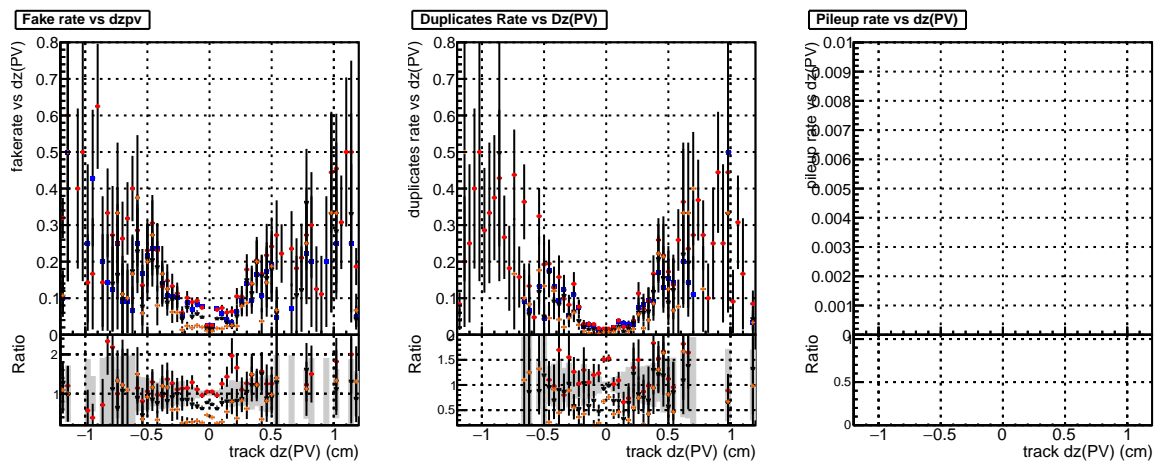 Fake rate vs dzpv
fakerate vs dz(PV)
0.8
0.7
0.6
0.5
0.4
0.3
0.2
0.1
0
Ratio
2
1
−1 −0.5 0 0.5 1
track dz(PV) (cm)
Duplicates Rate vs Dz(PV)
duplicates rate vs dz(PV)
0.8
0.7
0.6
0.5
0.4
0.3
0.2
0.1
0
Ratio
1.5
1.0
0.5
−1 −0.5 0 0.5 1
track dz(PV) (cm)
Pileup rate vs dz(PV)
pileup rate vs dz(PV)
0.01
0.009
0.008
0.007
0.006
0.005
0.004
0.003
0.002
0.001
0
Ratio
1
0.5
0
−1 −0.5 0 0.5 1
track dz(PV) (cm)